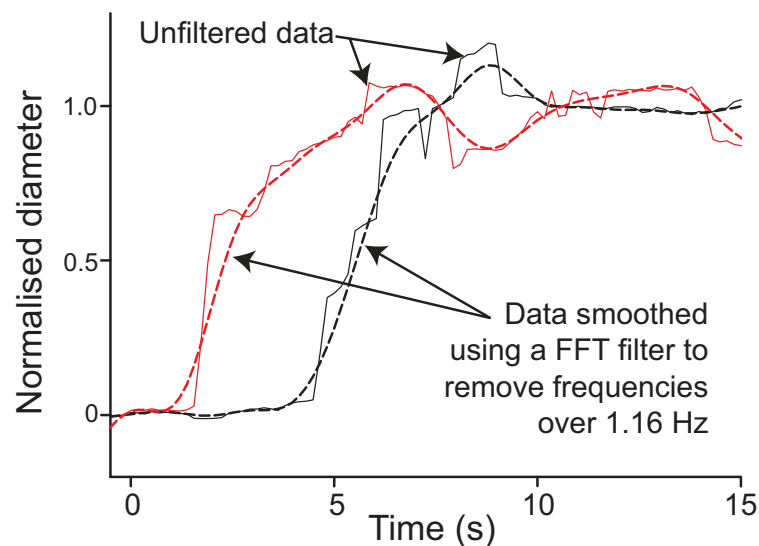 Unfiltered data
1.0
0.5
0
Normalised diameter
Data smoothed
using a FFT filter to
remove frequencies
over 1.16 Hz
0
5
10
15
Time (s)